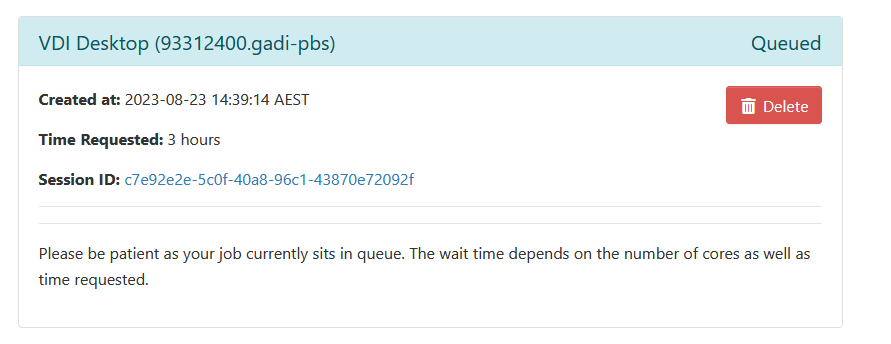 VDI Desktop (93312400.gadi-pbs) Queued
Created at: 2023-08-23 14:39:14 AEST
Delete
Time Requested: 3 hours
Session ID: c7e92e2e-5c0f-40a8-96c1-43870e72092f
Please be patient as your job currently sits in queue. The wait time depends on the number of cores as well as
time requested.